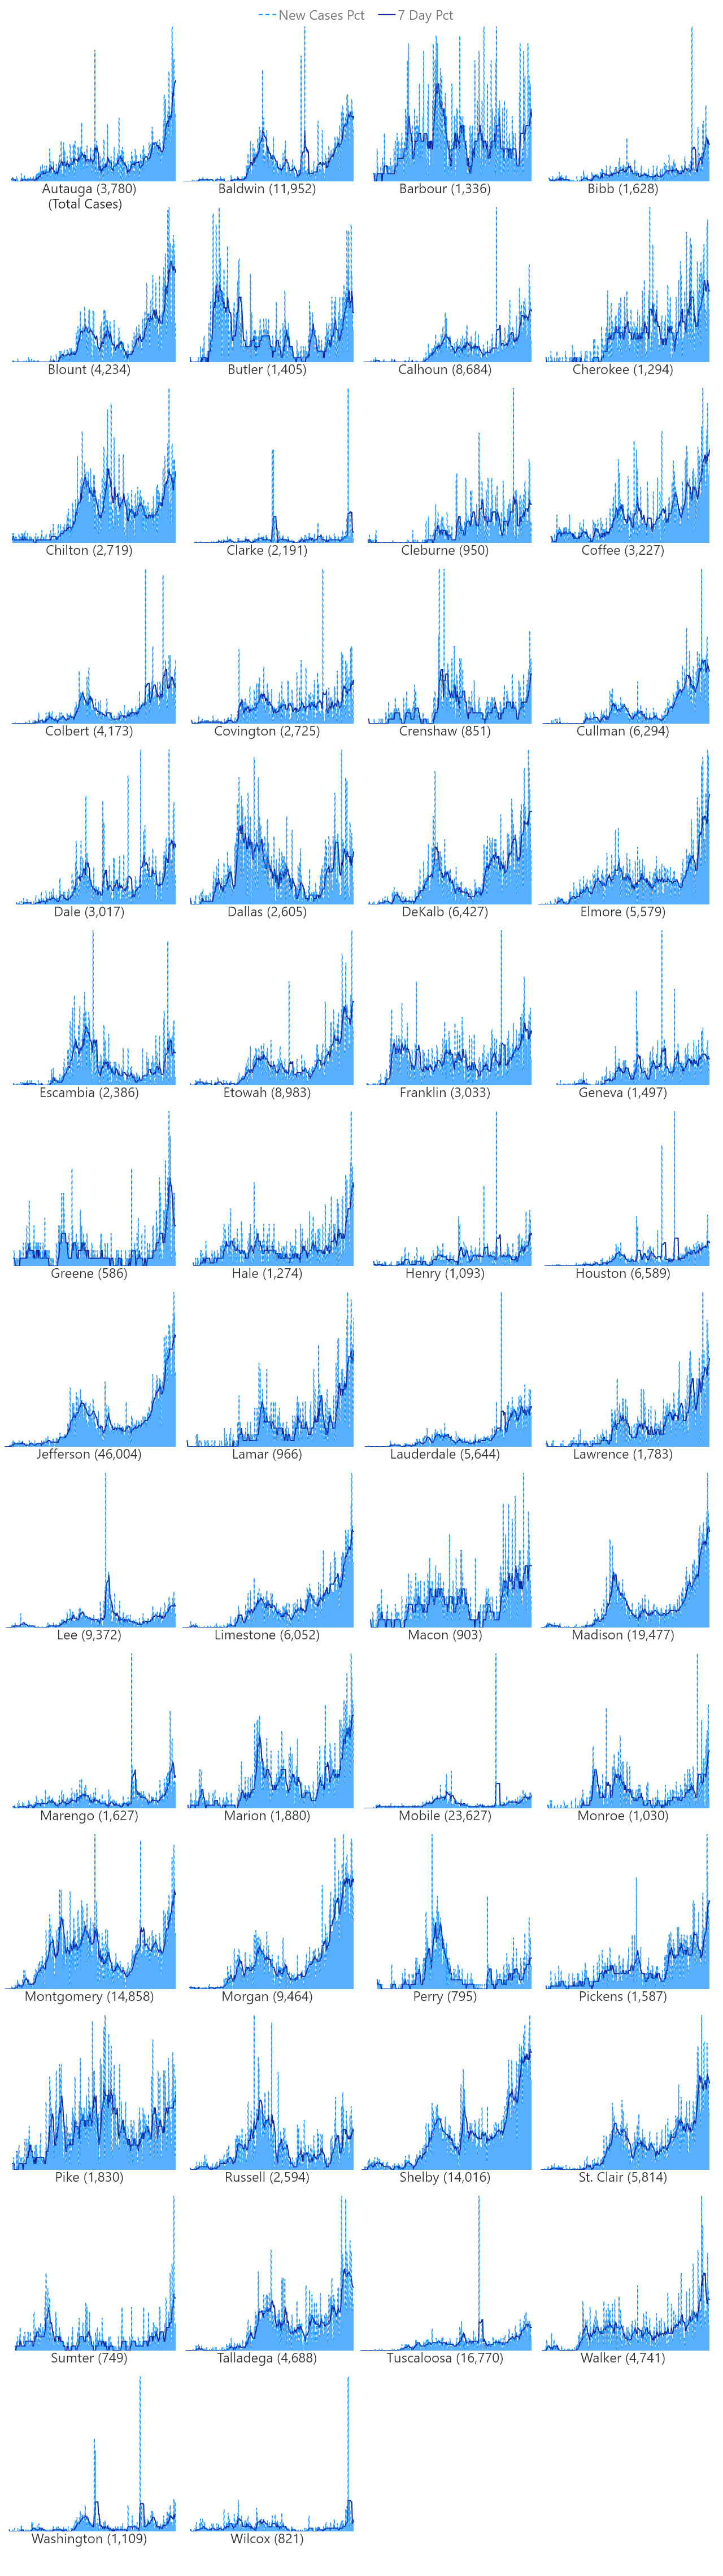 New Cases Pct 7 Day Pct
Autauga (3,780) Baldwin (11,952) Barbour (1,336) Bibb (1,628)
(Total Cases)
Blount (4,234) Butler (1,405) Calhoun (8,684) Cherokee (1,294)
Chilton (2,719) Clarke (2,191) Cleburne (950) Coffee (3,227)
Colbert (4,173) Covington (2,725) Crenshaw (851) Cullman (6,294)
Dale (3,017) Dallas (2,605) DeKalb (6,427) Elmore (5,579)
Escambia (2,386) Etowah (8,983) Franklin (3,033) Geneva (1,497)
Greene (586) Hale (1,274) Henry (1,093) Houston (6,589)
Jefferson (46,004) Lamar (966) Lauderdale (5,644) Lawrence (1,783)
Lee (9,372) Limestone (6,052) Macon (903) Madison (19,477)
Marengo (1,627) Marion (1,880) Mobile (23,627) Monroe (1,030)
Montgomery (14,858) Morgan (9,464) Perry (795) Pickens (1,587)
Pike (1,830) Russell (2,594) Shelby (14,016) St. Clair (5,814)
Sumter (749) Talladega (4,688) Tuscaloosa (16,770) Walker (4,741)
Washington (1,109) Wilcox (821)